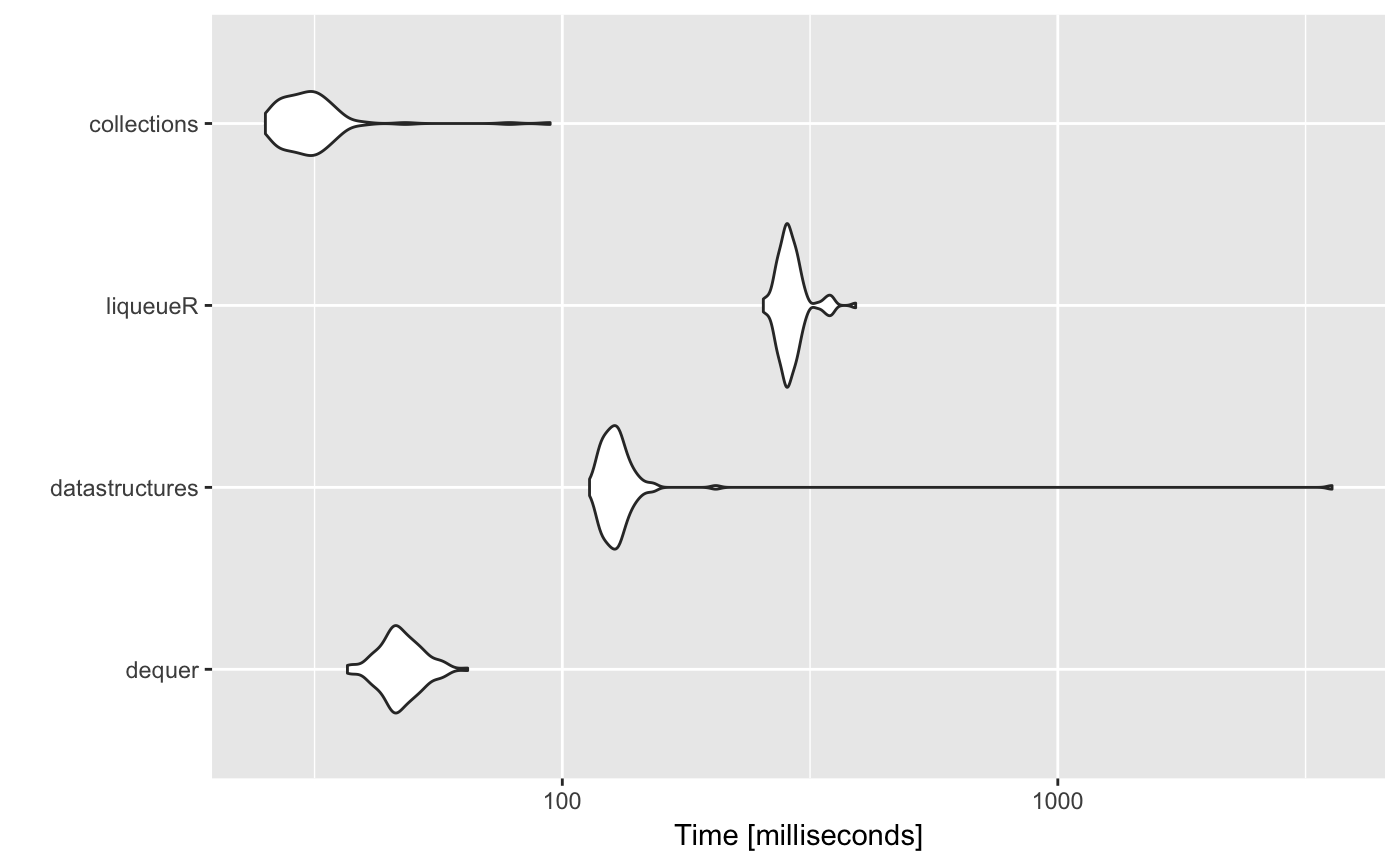 collections
liqueueR
datastructures
dequer
100 1000
Time [milliseconds]